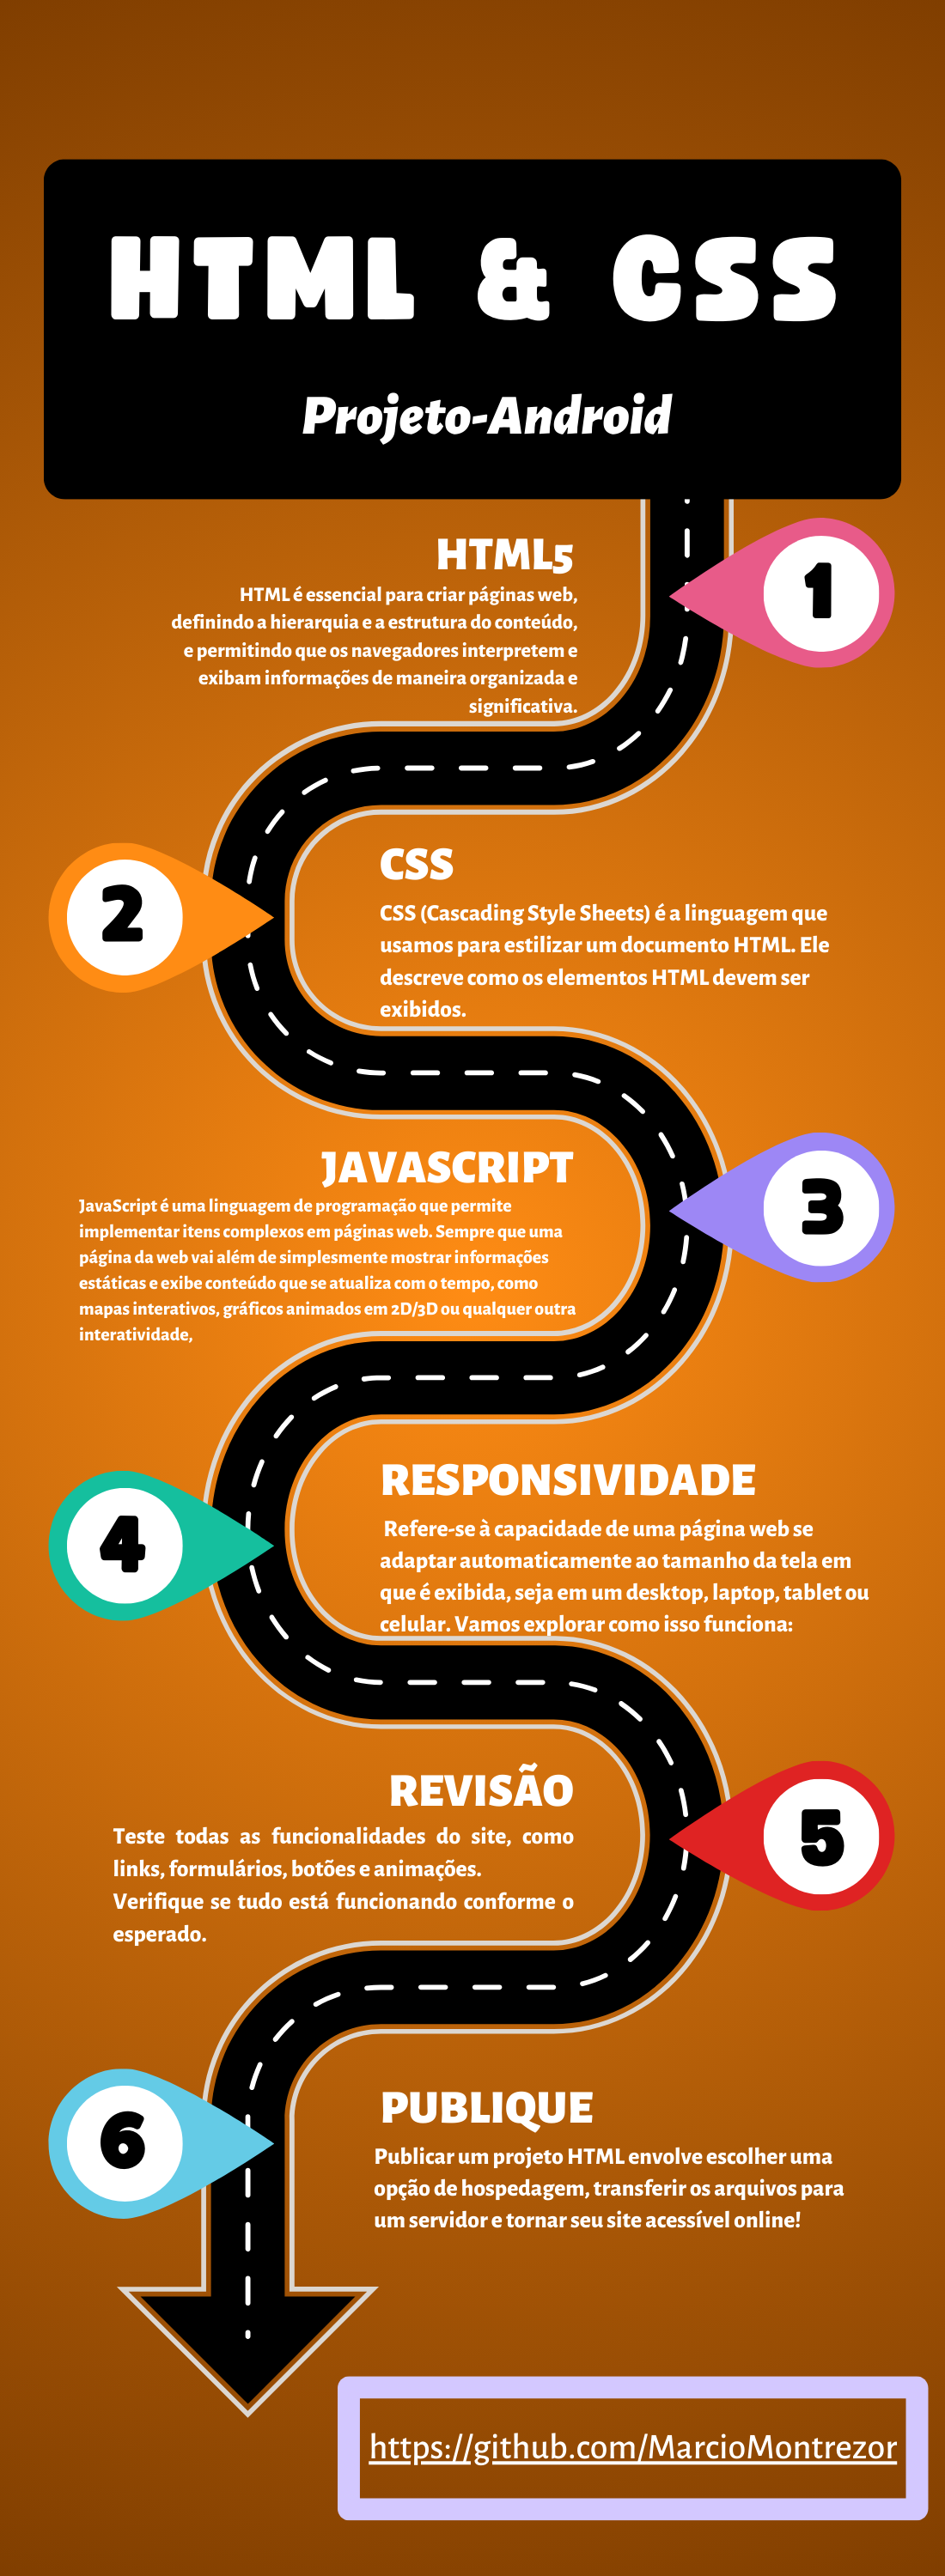 HTML & CSS
Projeto-Android
HTML5
1
HTML é essencial para criar páginas web,
definindo a hierarquia e a estrutura do conteúdo,
e permitindo que os navegadores interpretem e
exibam informações de maneira organizada e
significativa.
2
CSS
CSS (Cascading Style Sheets) é a linguagem que
usamos para estilizar um documento HTML. Ele
descreve como os elementos HTML devem ser
exibidos.
JAVASCRIPT
3
JavaScript é uma linguagem de programação que permite
implementar itens complexos em páginas web. Sempre que uma
página da web vai além de simplesmente mostrar informações
estáticas e exibe conteúdo que se atualiza com o tempo, como
mapas interativos, gráficos animados em 2D/3D ou qualquer outra
interatividade,
4
RESPONSIVIDADE
Refere-se à capacidade de uma página web se
adaptar automaticamente ao tamanho da tela em
que é exibida, seja em um desktop, laptop, tablet ou
celular. Vamos explorar como isso funciona:
REVISÃO
5
Teste todas as funcionalidades do site, como
links, formulários, botões e animações.
Verifique se tudo está funcionando conforme o
esperado.
6
PUBLIQUE
Publicar um projeto HTML envolve escolher uma
opção de hospedagem, transferir os arquivos para
um servidor e tornar seu site acessível online!
https://github.com/MarcioMontrezor